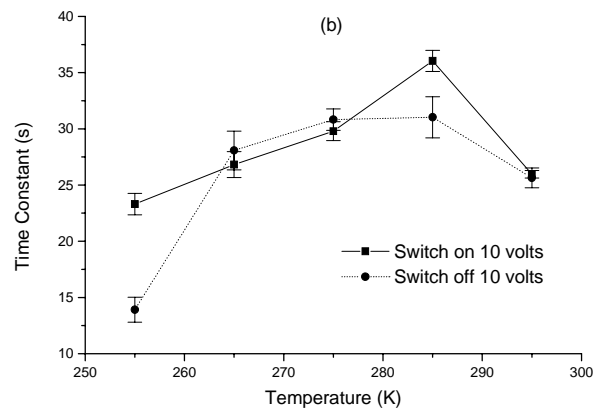 (b)
40
35
30
25
20
15
10
250 260 270 280 290 300
Time Constant (s)
Temperature (K)
Switch on 10 volts
Switch off 10 volts